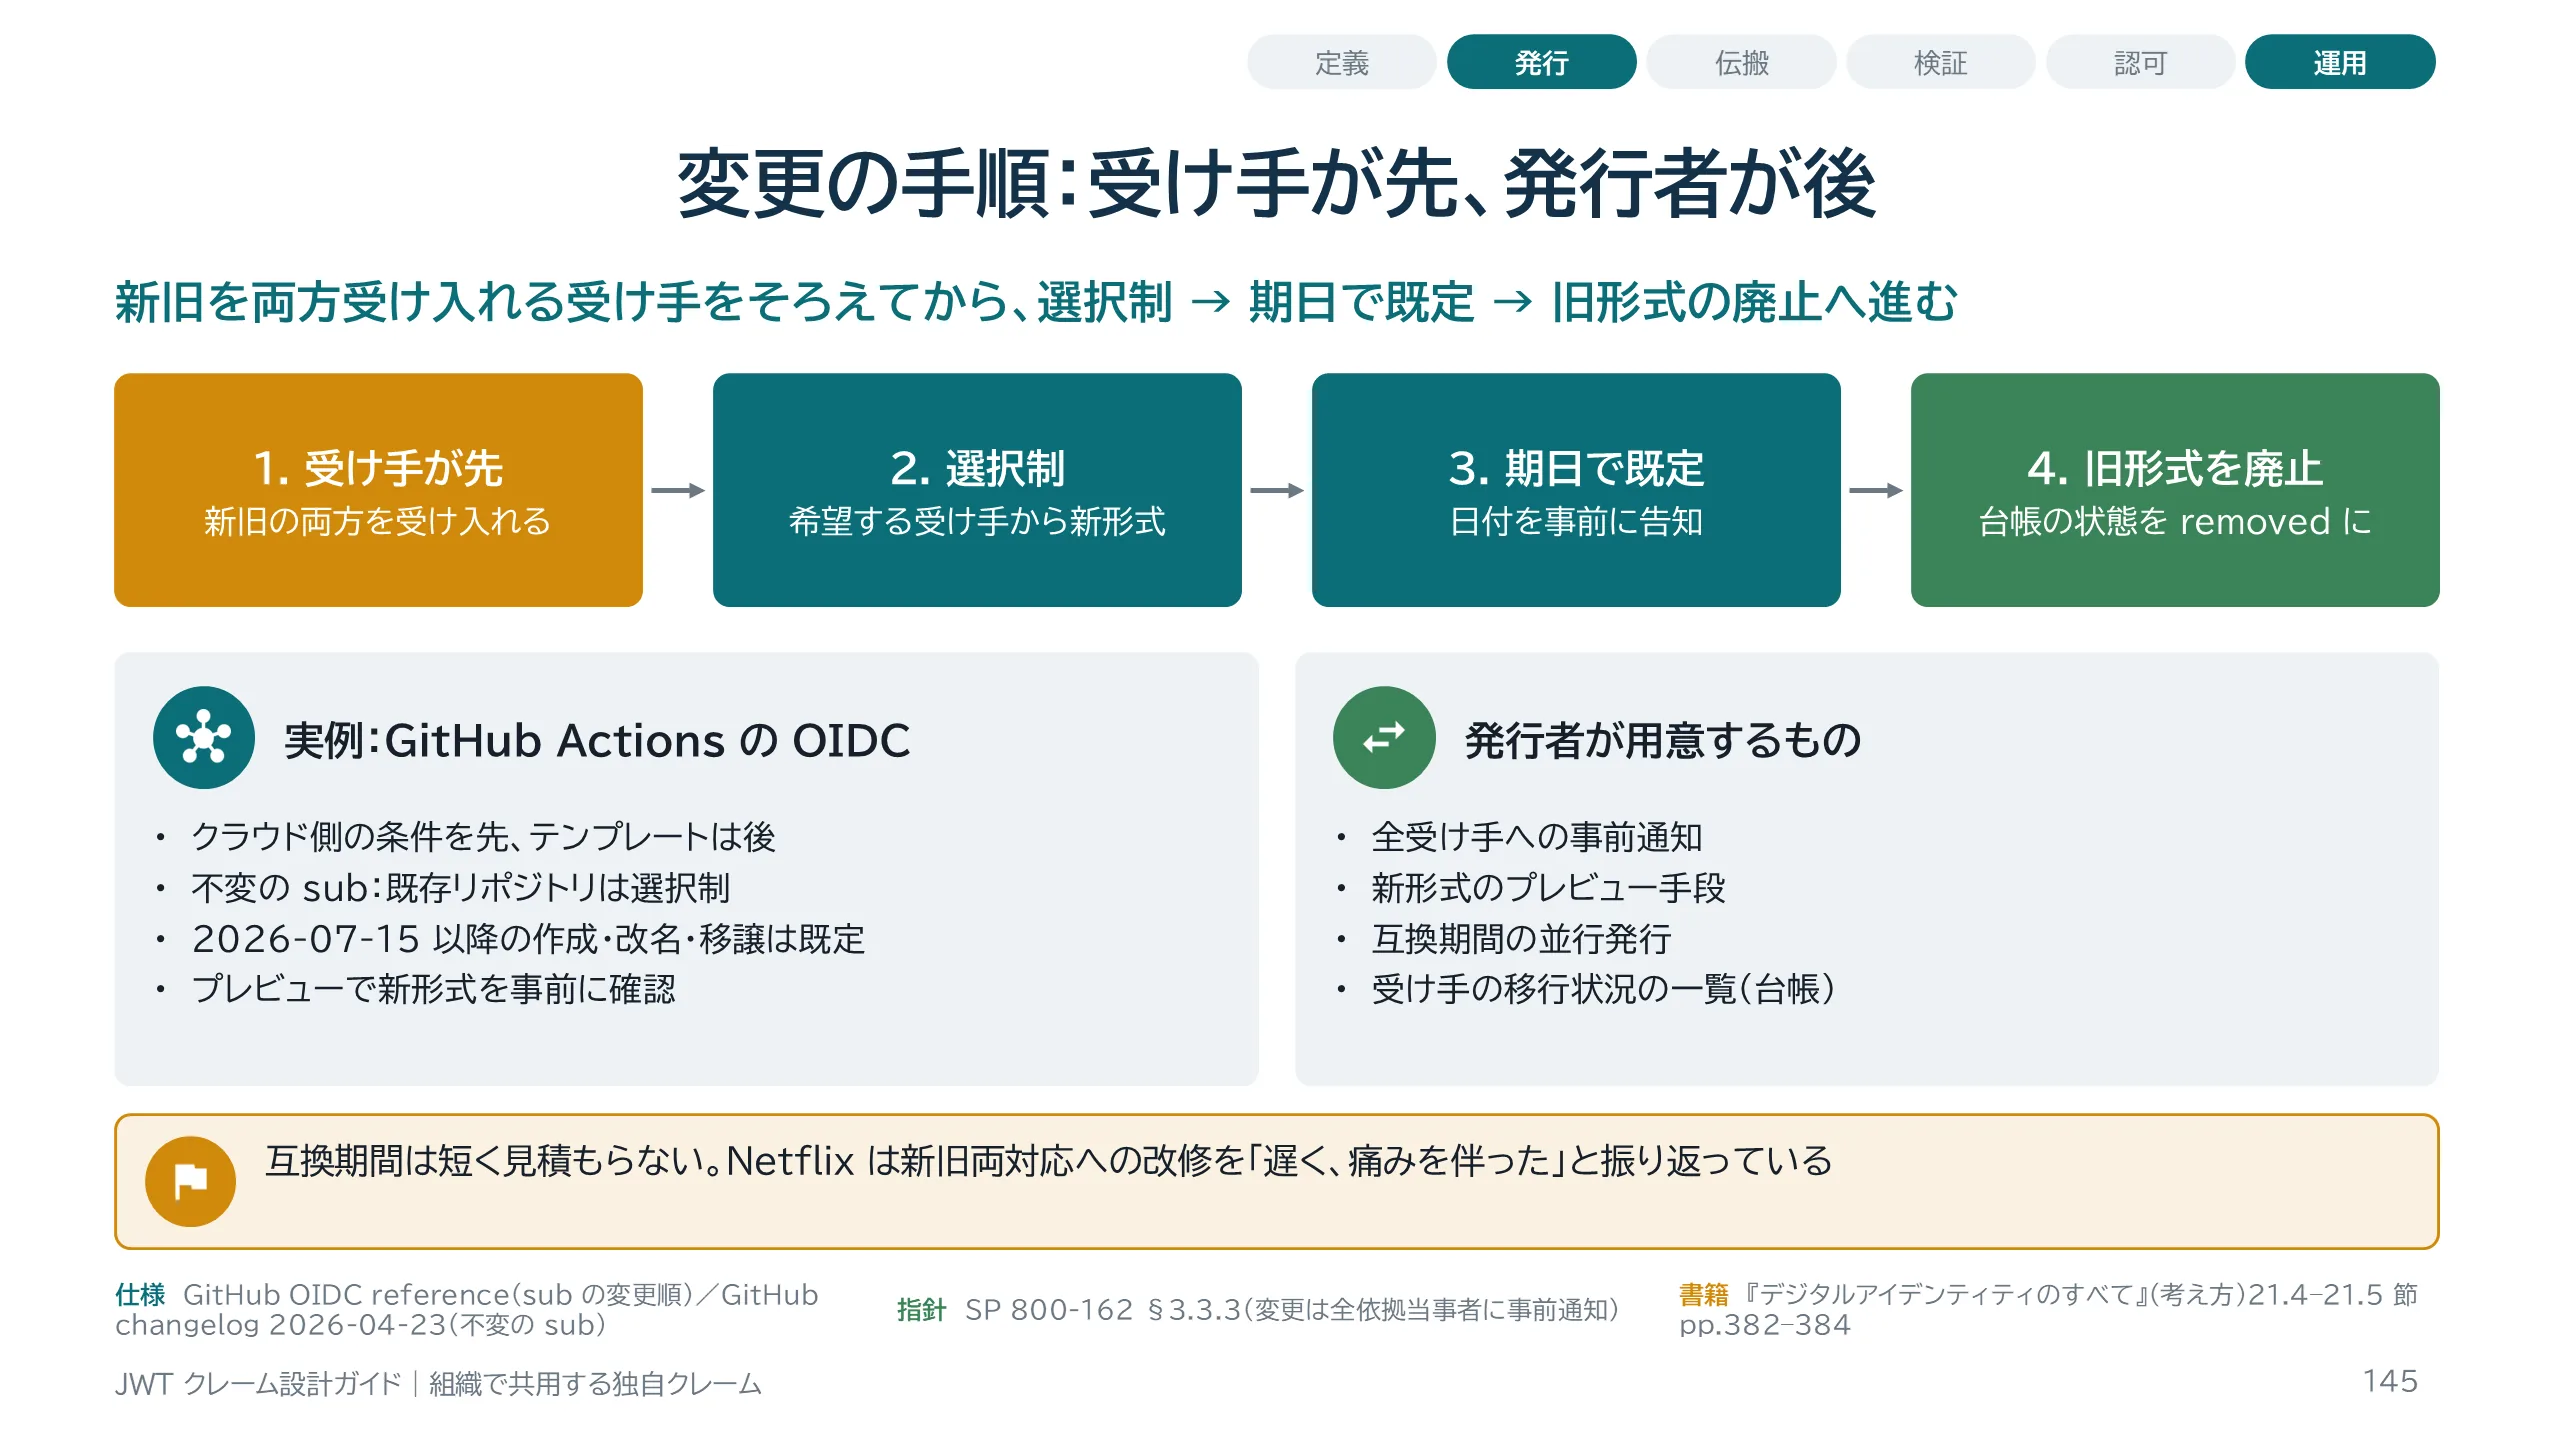 定義 発行 伝搬 検証 認可 運用
変更の手順：受け手が先、発行者が後
新旧を両方受け入れる受け手をそろえてから、選択制 → 期日で既定 → 旧形式の廃止へ進む
1. 受け手が先
新旧の両方を受け入れる
2. 選択制
希望する受け手から新形式
3. 期日で既定
日付を事前に告知
4. 旧形式を廃止
台帳の状態を removed に
実例：GitHub Actions の OIDC
・ クラウド側の条件を先、テンプレートは後
・ 不変の sub：既存リポジトリは選択制
・ 2026-07-15 以降の作成・改名・移譲は既定
・ プレビューで新形式を事前に確認
発行者が用意するもの
・ 全受け手への事前通知
・ 新形式のプレビュー手段
・ 互換期間の並行発行
・ 受け手の移行状況の一覧（台帳）
互換期間は短く見積もらない。Netflix は新旧両対応への改修を「遅く、痛みを伴った」と振り返っている
仕様 GitHub OIDC reference（sub の変更順）／GitHub
changelog 2026-04-23（不変の sub）
指針 SP 800-162 §3.3.3（変更は全依拠当事者に事前通知）
書籍 『デジタルアイデンティティのすべて』（考え方）21.4–21.5 節
pp.382–384
JWT クレーム設計ガイド｜組織で共用する独自クレーム
145